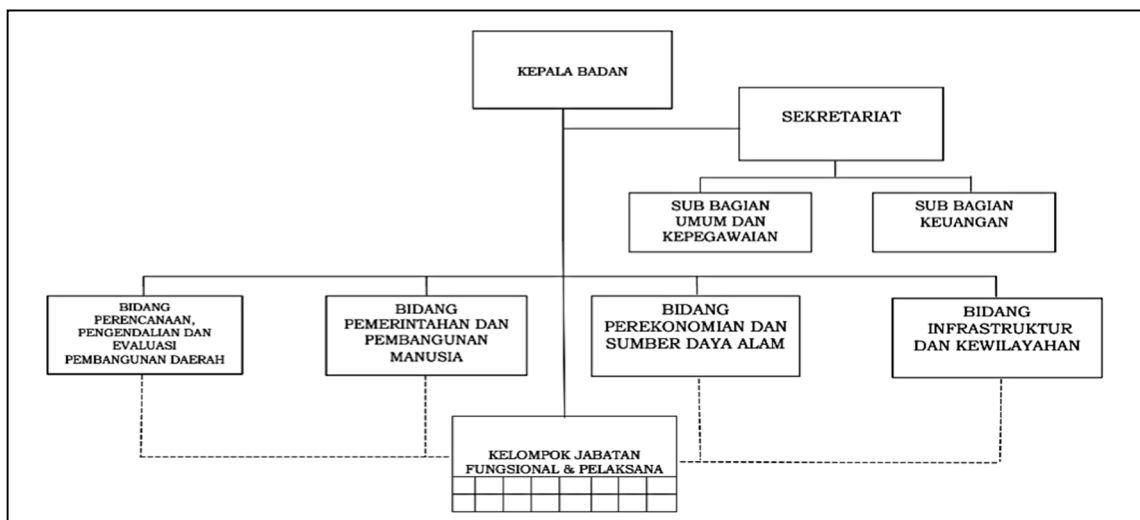 KEPALA BADAN
SEKRETARIAT
SUB BAGIAN
UMUM DAN
KEPEGAWAIAN
SUB BAGIAN
KEUANGAN
BIDANG
PERENCANAAN,
PENGENDALIAN DAN
EVALUASI
PEMBANGUNAN DAERAH
BIDANG
PEMERINTAHAN DAN
PEMBANGUNAN
MANUSIA
BIDANG
PEREKONOMIAN DAN
SUMBER DAYA ALAM
BIDANG
INFRASTRUKTUR
DAN KEWILAYAHAN
KELOMPOK JABATAN
FUNGSIONAL & PELAKSANA